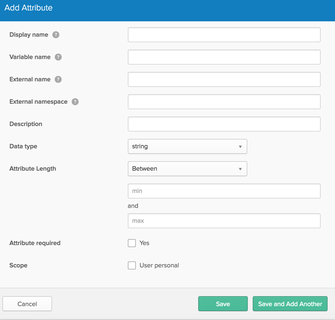 Add Attribute
Display name ?
Variable name ?
External name ?
External namespace ?
Description
Data type string
Attribute Length Between
min
and
max
Attribute required Yes
Scope User personal
Cancel Save Save and Add Another